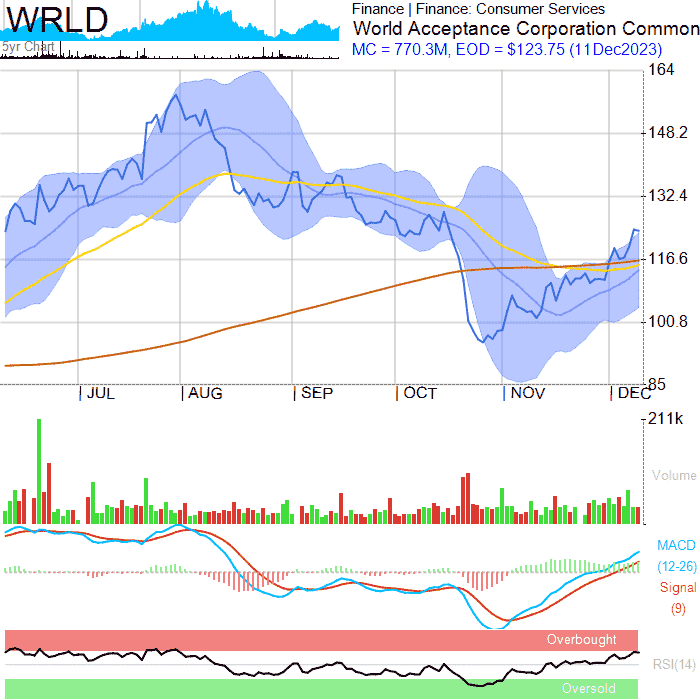 WRLD
5yr Chart
Finance | Finance: Consumer Services
World Acceptance Corporation Common
MC = 770.3M, EOD = $123.75 (11Dec2023)
164
148.2
132.4
116.6
100.8
85
JUL
AUG
SEP
OCT
NOV
DEC
211k
Volume
MACD
(12-26)
Signal
(9)
Overbought
RSI(14)
Oversold